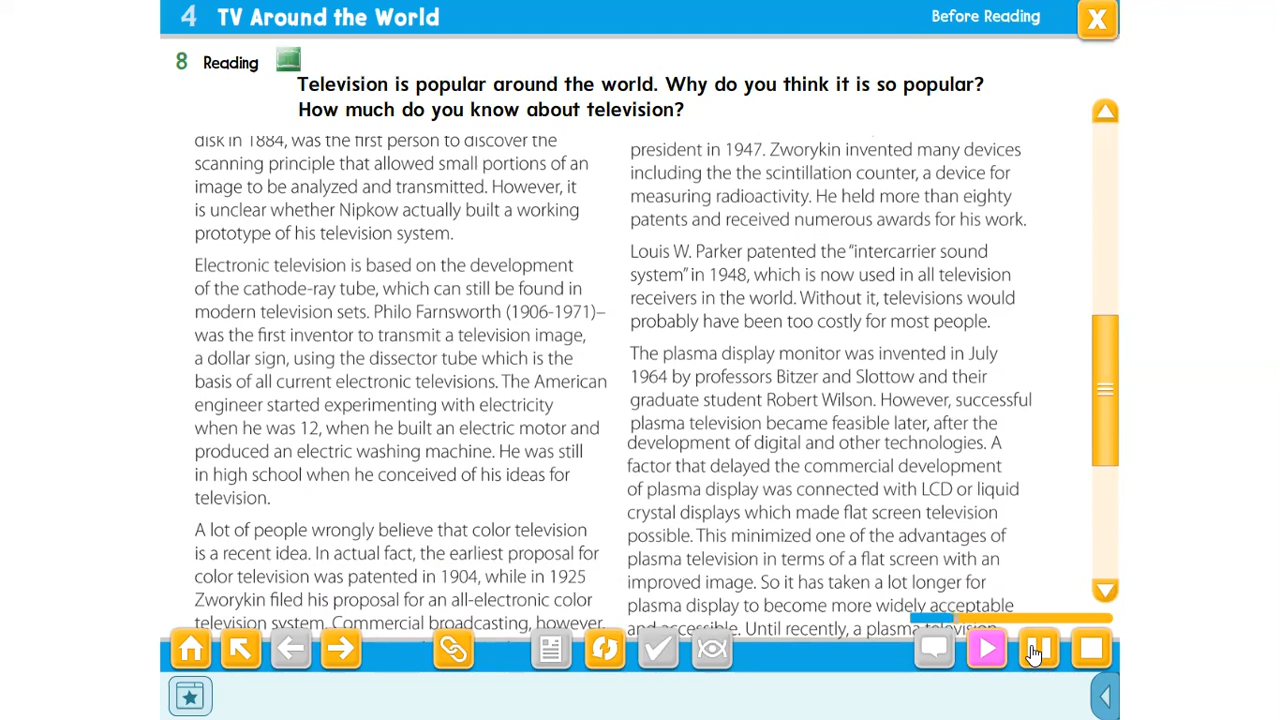 4 TV Around the World
Before Reading
X
8 Reading
Television is popular around the world. Why do you think it is so popular?
How much do you know about television?
disk in 1884, was the first person to discover the
scanning principle that allowed small portions of an
image to be analyzed and transmitted. However, it
is unclear whether Nipkow actually built a working
prototype of his television system.
Electronic television is based on the development
of the cathode-ray tube, which can still be found in
modern television sets. Philo Farnsworth (1906-1971)–
was the first inventor to transmit a television image,
a dollar sign, using the dissector tube which is the
basis of all current electronic televisions. The American
engineer started experimenting with electricity
when he was 12, when he built an electric motor and
produced an electric washing machine. He was still
in high school when he conceived of his ideas for
television.
A lot of people wrongly believe that color television
is a recent idea. In actual fact, the earliest proposal for
color television was patented in 1904, while in 1925
Zworykin filed his proposal for an all-electronic color
television system. Commercial broadcasting, however,
president in 1947. Zworykin invented many devices
including the the scintillation counter, a device for
measuring radioactivity. He held more than eighty
patents and received numerous awards for his work.
Louis W. Parker patented the "intercarrier sound
system" in 1948, which is now used in all television
receivers in the world. Without it, televisions would
probably have been too costly for most people.
The plasma display monitor was invented in July
1964 by professors Bitzer and Slottow and their
graduate student Robert Wilson. However, successful
plasma television became feasible later, after the
development of digital and other technologies. A
factor that delayed the commercial development
of plasma display was connected with LCD or liquid
crystal displays which made flat screen television
possible. This minimized one of the advantages of
plasma television in terms of a flat screen with an
improved image. So it has taken a lot longer for
plasma display to become more widely acceptable
and accessible. Until recently, a plasma television